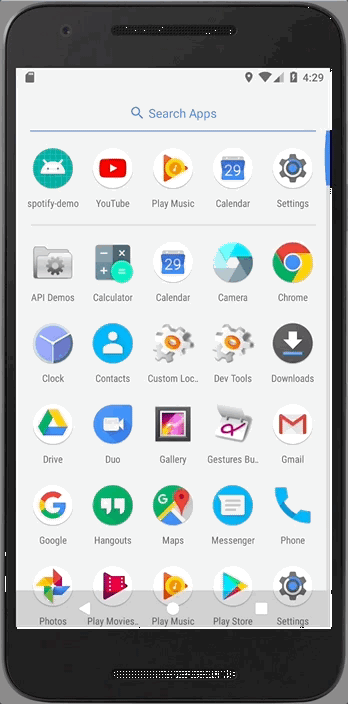 4:29
Search Apps
spotify-demo YouTube Play Music Calendar Settings
29
API Demos Calculator Calendar Camera Chrome
29
Clock Contacts Custom Loc.. Dev Tools Downloads
Drive Duo Gallery Gestures Bu.. Gmail
Google Hangouts Maps Messenger Phone
Photos Play Movies.. Play Music Play Store Settings